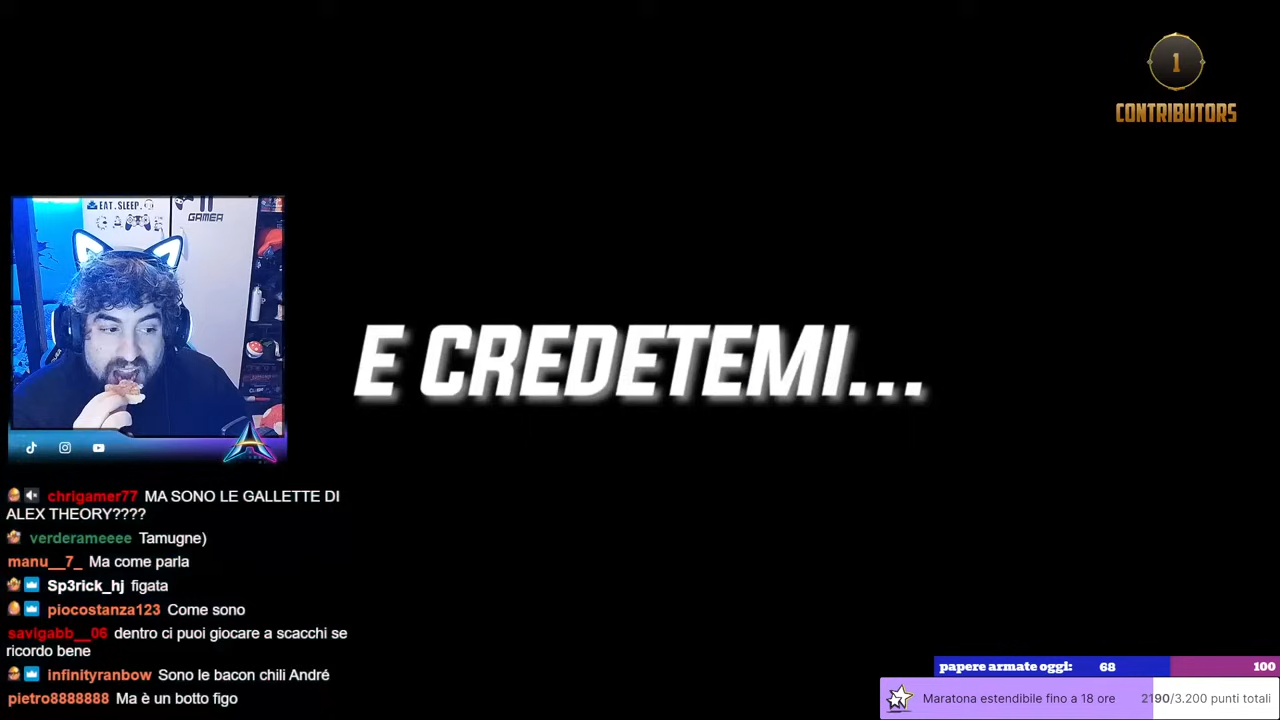 1
CONTRIBUTORS
EAT.SLEEP.
GAMER
E CREDETEMI...
chrigamer77 MA SONO LE GALLETTE DI
ALEX THEORY????
verderameeee Tamugne)
manu__7_ Ma come parla
Sp3rick_hj figata
piocostanza123 Come sono
savigabb__06 dentro ci puoi giocare a scacchi se
ricordo bene
infinityranbow Sono le bacon chili André
pietro8888888 Ma è un botto figo
papere armate oggi: 68 100
Maratona estendibile fino a 18 ore 2190/3.200 punti totali